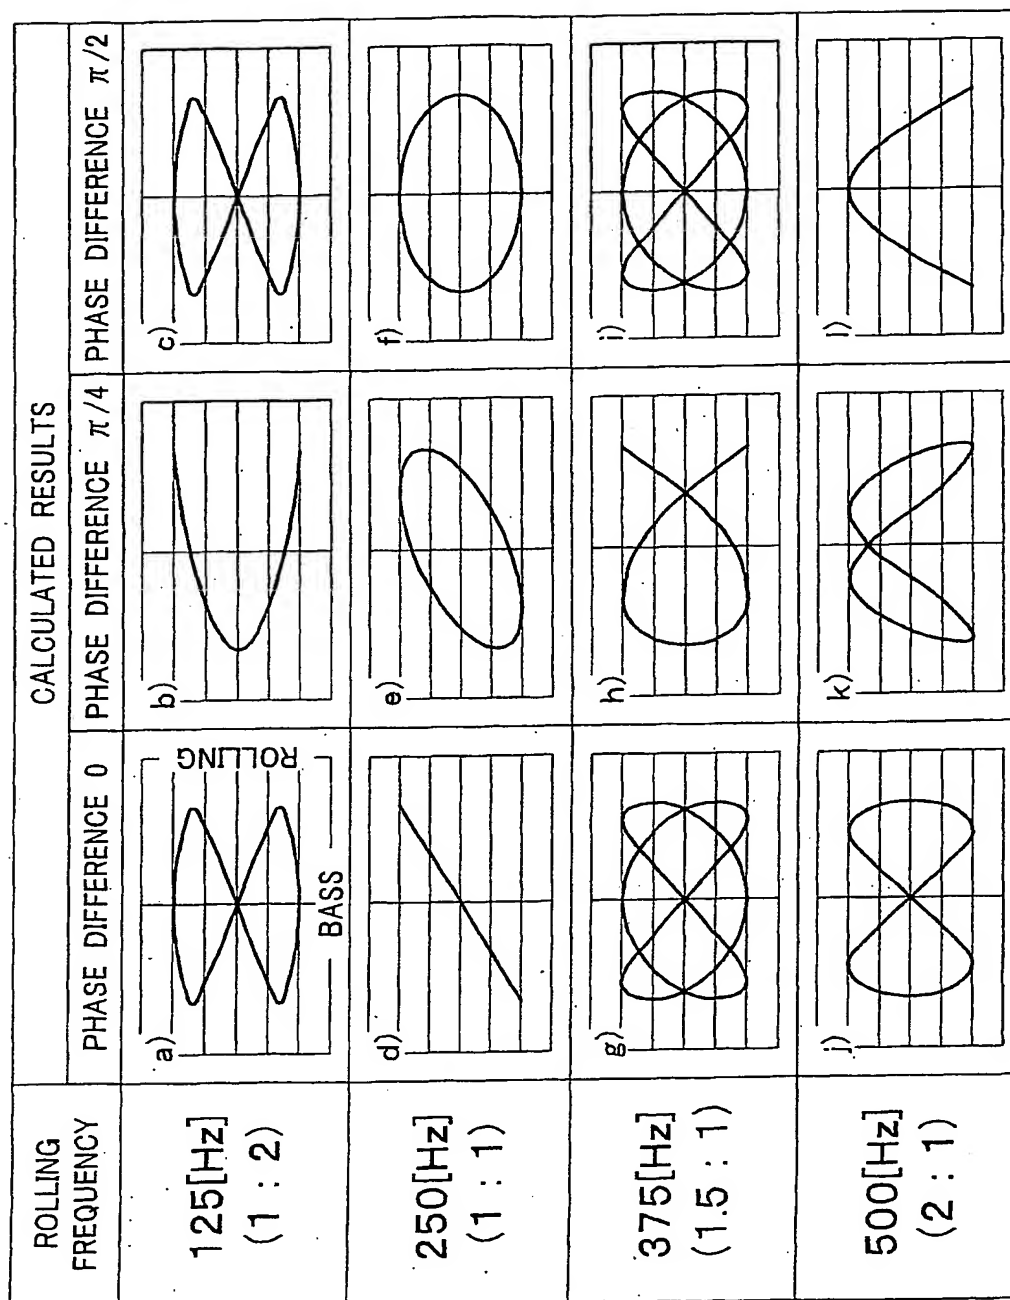 CALCULATED RESULTS
ROLLING
FREQUENCY
PHASE DIFFERENCE 0
PHASE DIFFERENCE π/4
PHASE DIFFERENCE π/2
125[Hz]
(1 : 2)
a)
ROLLING
BASS
b)
c)
250[Hz]
(1 : 1)
d)
e)
f)
375[Hz]
(1.5 : 1)
g)
h)
i)
500[Hz]
(2 : 1)
j)
k)
l)